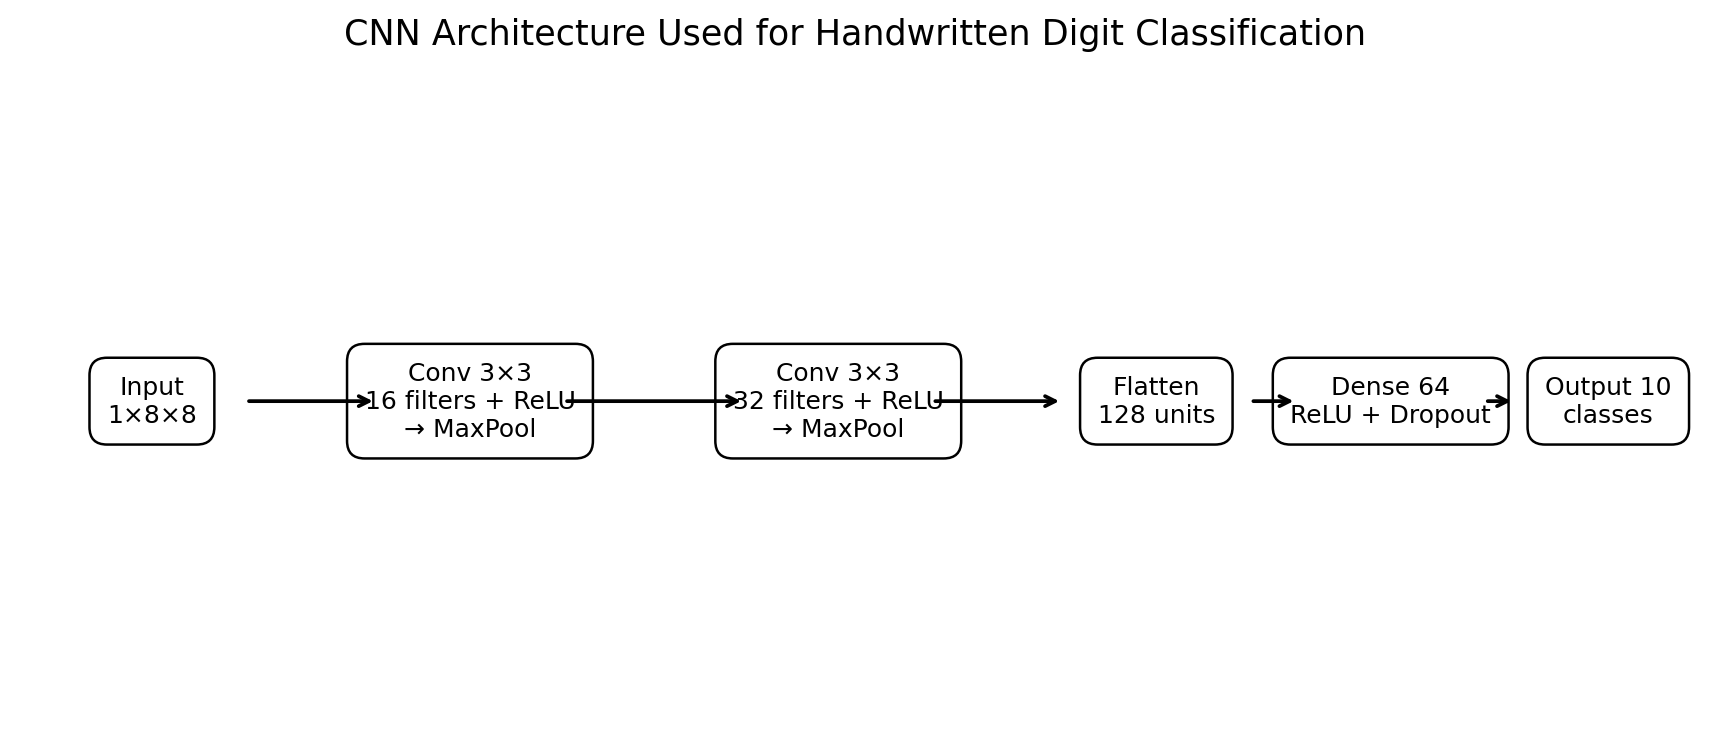 CNN Architecture Used for Handwritten Digit Classification
Input
1×8×8
Conv 3×3
16 filters + ReLU
→ MaxPool
Conv 3×3
32 filters + ReLU
→ MaxPool
Flatten
128 units
Dense 64
ReLU + Dropout
Output 10
classes